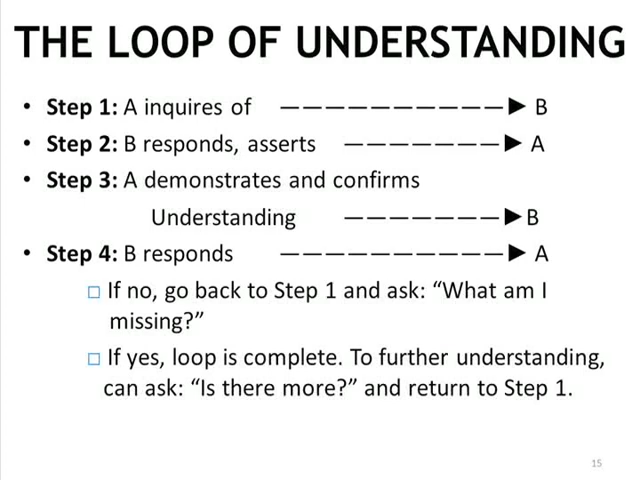 THE LOOP OF UNDERSTANDING
• Step 1: A inquires of ——————————► B
• Step 2: B responds, asserts ———————► A
• Step 3: A demonstrates and confirms
Understanding ———————► B
• Step 4: B responds ——————————► A
□ If no, go back to Step 1 and ask: “What am I
missing?”
□ If yes, loop is complete. To further understanding,
can ask: “Is there more?” and return to Step 1.
15